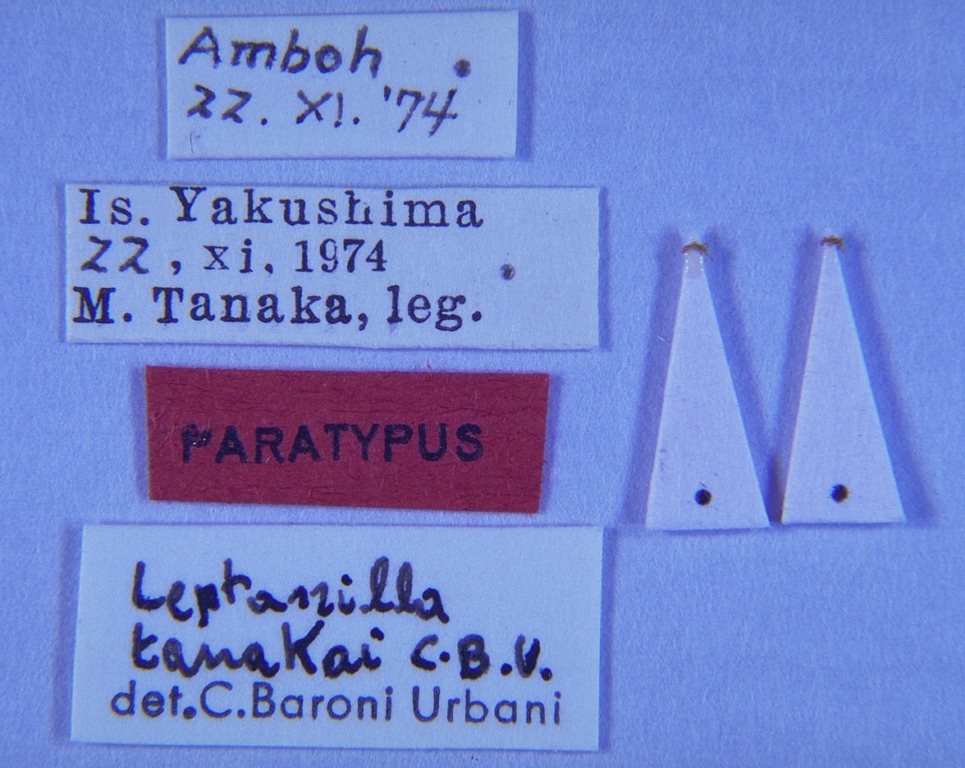 Amboh
22. XI. '74
Is. Yakushima
22, xi, 1974
M. Tanaka, leg.
PARATYPUS
Leptanilla
tanakai C.B.U.
det. C. Baroni Urbani